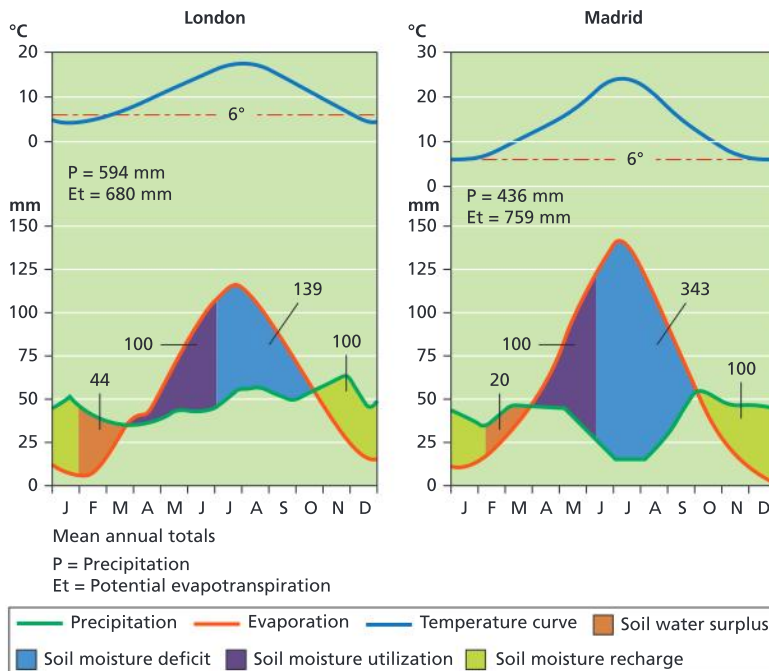 London
°C
20
10
0
6°
P = 594 mm
Et = 680 mm
mm
150
125
100
75
50
25
0
44
100
139
100
J F M A M J J A S O N D
Madrid
°C
30
20
10
0
6°
P = 436 mm
Et = 759 mm
mm
150
125
100
75
50
25
0
20
100
343
100
J F M A M J J A S O N D
Mean annual totals
P = Precipitation
Et = Potential evapotranspiration
Precipitation Evaporation Temperature curve Soil water surplus
Soil moisture deficit Soil moisture utilization Soil moisture recharge